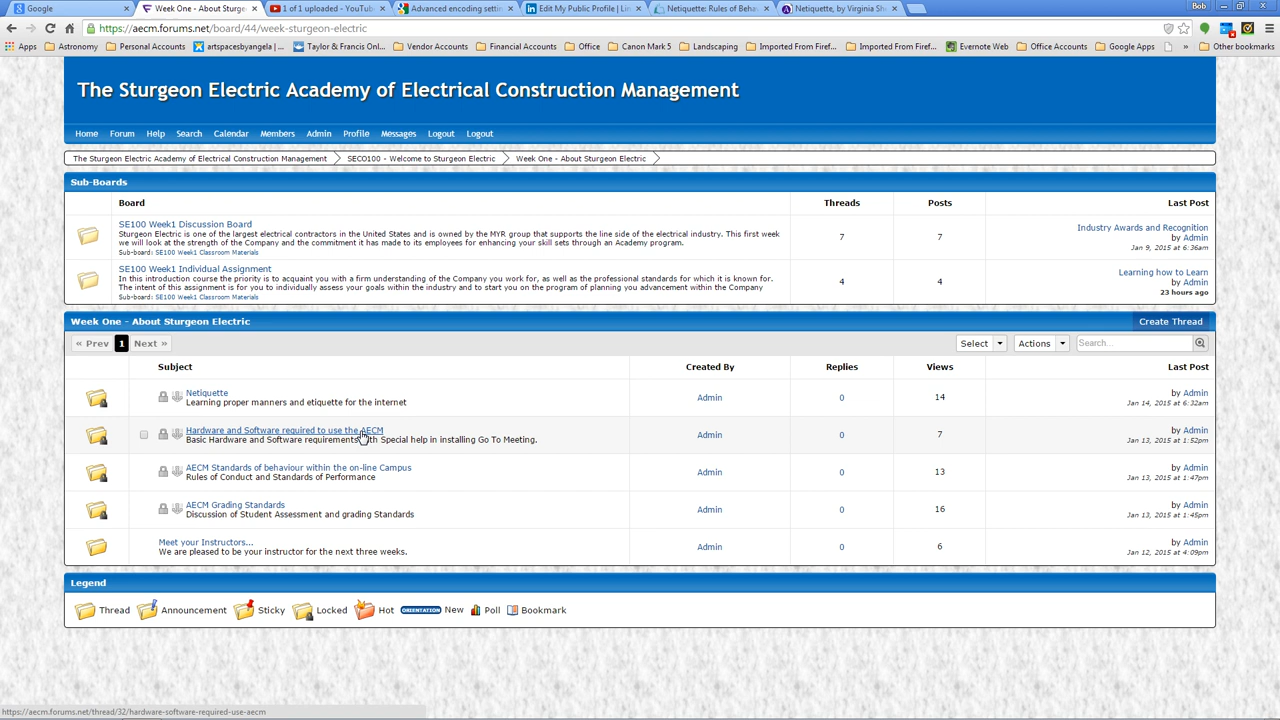 Google
Week One - About Sturge
1 of 1 uploaded - YouTub
Advanced encoding settin
Edit My Public Profile | Lin
Netiquette: Rules of Beha
Netiquette, by Virginia Sh
Bob
https://aecm.forums.net/board/44/week-sturgeon-electric
Apps
Astronomy
Personal Accounts
artspacesbyangela | ...
Taylor & Francis Onl...
Vendor Accounts
Financial Accounts
Office
Canon Mark 5
Landscaping
Imported From Firef...
Imported From Firef...
Evernote Web
Office Accounts
Google Apps
»
Other bookmarks
The Sturgeon Electric Academy of Electrical Construction Management
Home Forum Help Search Calendar Members Admin Profile Messages Logout Logout
The Sturgeon Electric Academy of Electrical Construction Management
SECO100 - Welcome to Sturgeon Electric
Week One - About Sturgeon Electric
Sub-Boards
Board Threads Posts Last Post
SE100 Week1 Discussion Board
Sturgeon Electric is one of the largest electrical contractors in the United States and is owned by the MYR group that supports the line side of the electrical industry. This first week
we will look at the strength of the Company and the commitment it has made to its employees for enhancing your skill sets through an Academy program.
Sub-board: SE100 Week1 Classroom Materials
7 7
Industry Awards and Recognition
by Admin
Jan 9, 2015 at 6:36am
SE100 Week1 Individual Assignment
In this introduction course the priority is to acquaint you with a firm understanding of the Company you work for, as well as the professional standards for which it is known for.
The intent of this assignment is for you to individually assess your goals within the industry and to start you on the program of planning you advancement within the Company
Sub-board: SE100 Week1 Classroom Materials
4 4
Learning how to Learn
by Admin
23 hours ago
Week One - About Sturgeon Electric
Create Thread
« Prev 1 Next »
Select Actions Search...
Subject Created By Replies Views Last Post
Netiquette
Learning proper manners and etiquette for the internet
Admin 0 14
by Admin
Jan 14, 2015 at 6:32am
Hardware and Software required to use the AECM
Basic Hardware and Software requirements with Special help in installing Go To Meeting.
Admin 0 7
by Admin
Jan 13, 2015 at 1:52pm
AECM Standards of behaviour within the on-line Campus
Rules of Conduct and Standards of Performance
Admin 0 13
by Admin
Jan 13, 2015 at 1:47pm
AECM Grading Standards
Discussion of Student Assessment and grading Standards
Admin 0 16
by Admin
Jan 13, 2015 at 1:45pm
Meet your Instructors...
We are pleased to be your instructor for the next three weeks.
Admin 0 6
by Admin
Jan 12, 2015 at 4:09pm
Legend
Thread Announcement Sticky Locked Hot ORIENTATION New Poll Bookmark
https://aecm.forums.net/thread/32/hardware-software-required-use-aecm